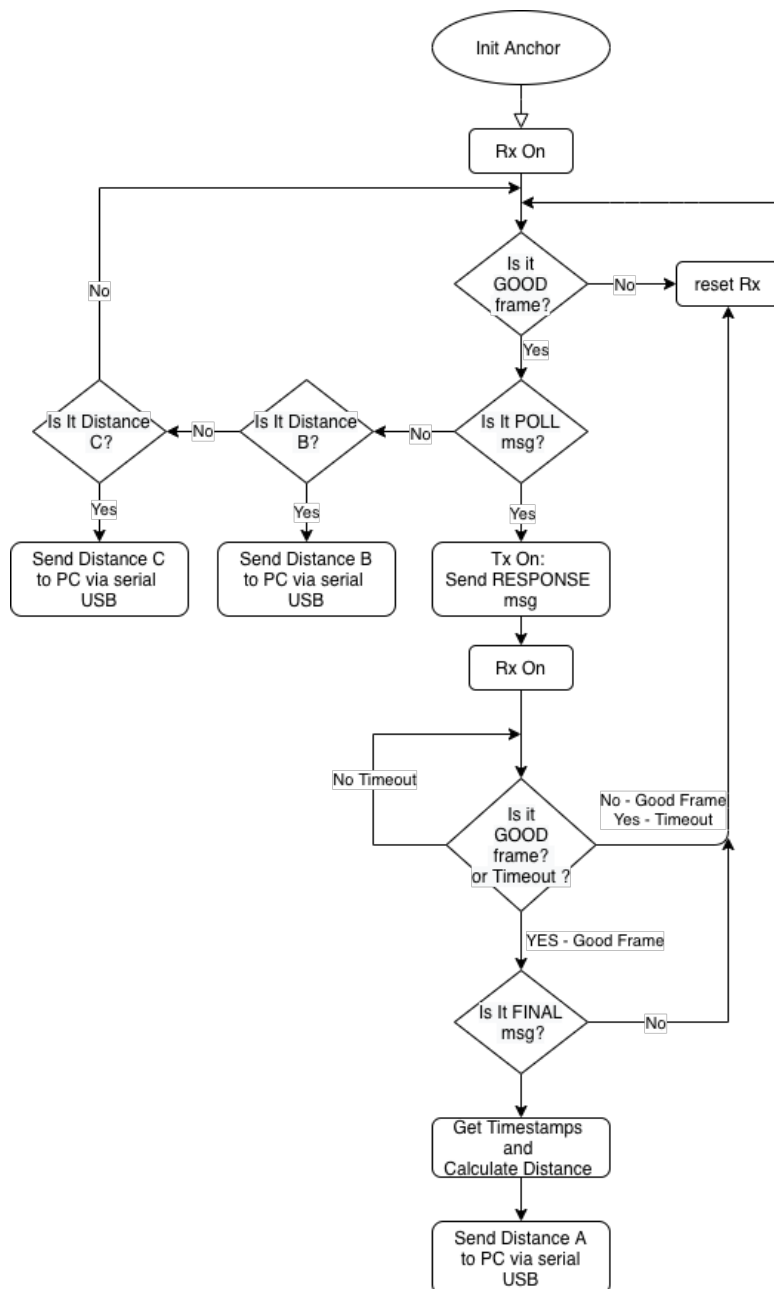 Init Anchor
Rx On
Is it
GOOD
frame?
No
reset Rx
No
Yes
Is It Distance
C?
No
Is It Distance
B?
No
Is It POLL
msg?
Yes
Yes
Yes
Send Distance C
to PC via serial
USB
Send Distance B
to PC via serial
USB
Tx On:
Send RESPONSE
msg
Rx On
No Timeout
Is it
GOOD
frame?
or Timeout ?
No - Good Frame
Yes - Timeout
YES - Good Frame
Is It FINAL
msg?
No
Get Timestamps
and
Calculate Distance
Send Distance A
to PC via serial
USB